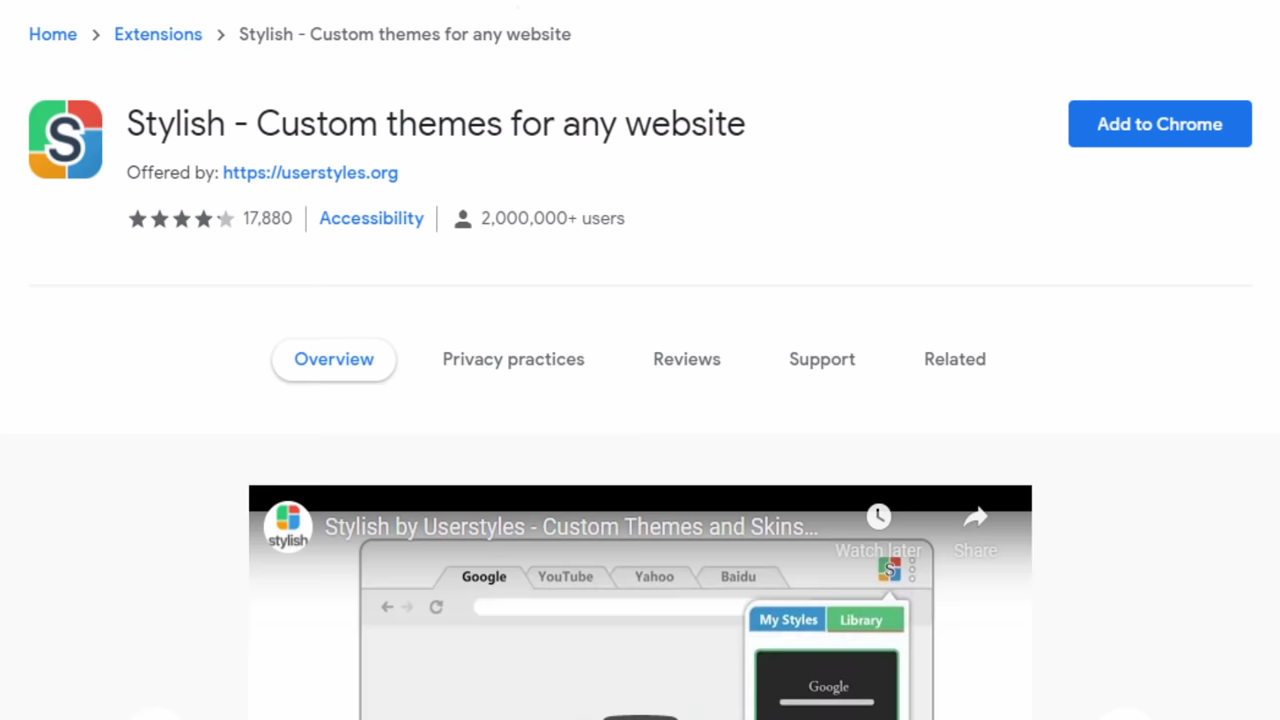 Home > Extensions > Stylish - Custom themes for any website
S
Stylish - Custom themes for any website
Add to Chrome
Offered by: https://userstyles.org
17,880 | Accessibility | 2,000,000+ users
Overview Privacy practices Reviews Support Related
stylish
Stylish by Userstyles - Custom Themes and Skins...
Watch later
Share
Google YouTube Yahoo Baidu
S
My Styles Library
Google